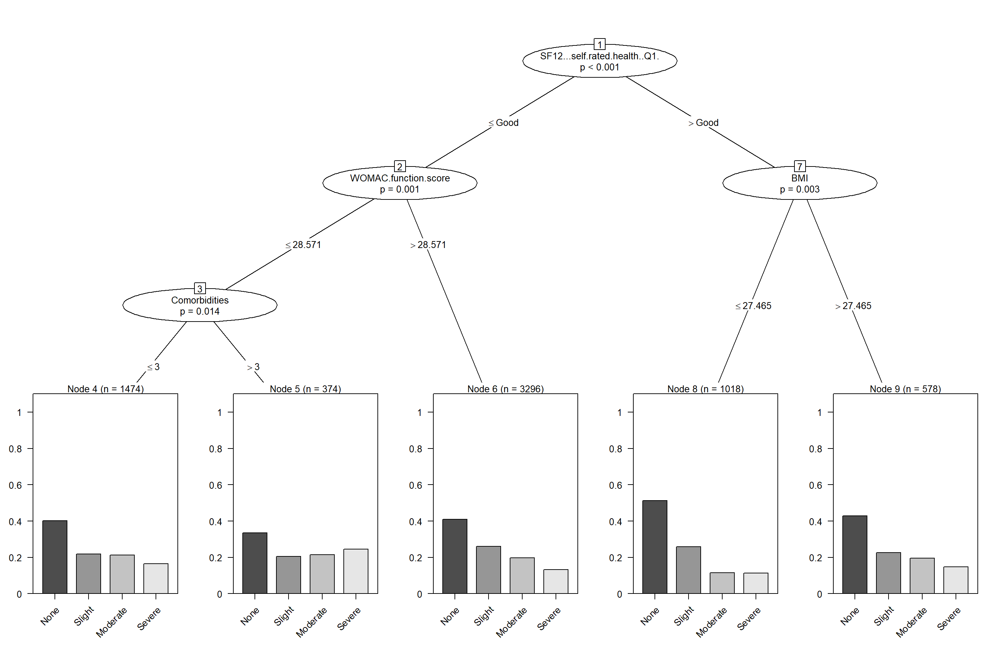 1
SF12...self.rated.health..Q1.
p < 0.001
≤ Good
> Good
2
WOMAC.function.score
p = 0.001
7
BMI
p = 0.003
≤ 28.571
> 28.571
3
Comorbidities
p = 0.014
≤ 27.465
> 27.465
≤ 3
> 3
Node 4 (n = 1474)
1
0.8
0.6
0.4
0.2
0
None
Slight
Moderate
Severe
Node 5 (n = 374)
1
0.8
0.6
0.4
0.2
0
None
Slight
Moderate
Severe
Node 6 (n = 3296)
1
0.8
0.6
0.4
0.2
0
None
Slight
Moderate
Severe
Node 8 (n = 1018)
1
0.8
0.6
0.4
0.2
0
None
Slight
Moderate
Severe
Node 9 (n = 578)
1
0.8
0.6
0.4
0.2
0
None
Slight
Moderate
Severe